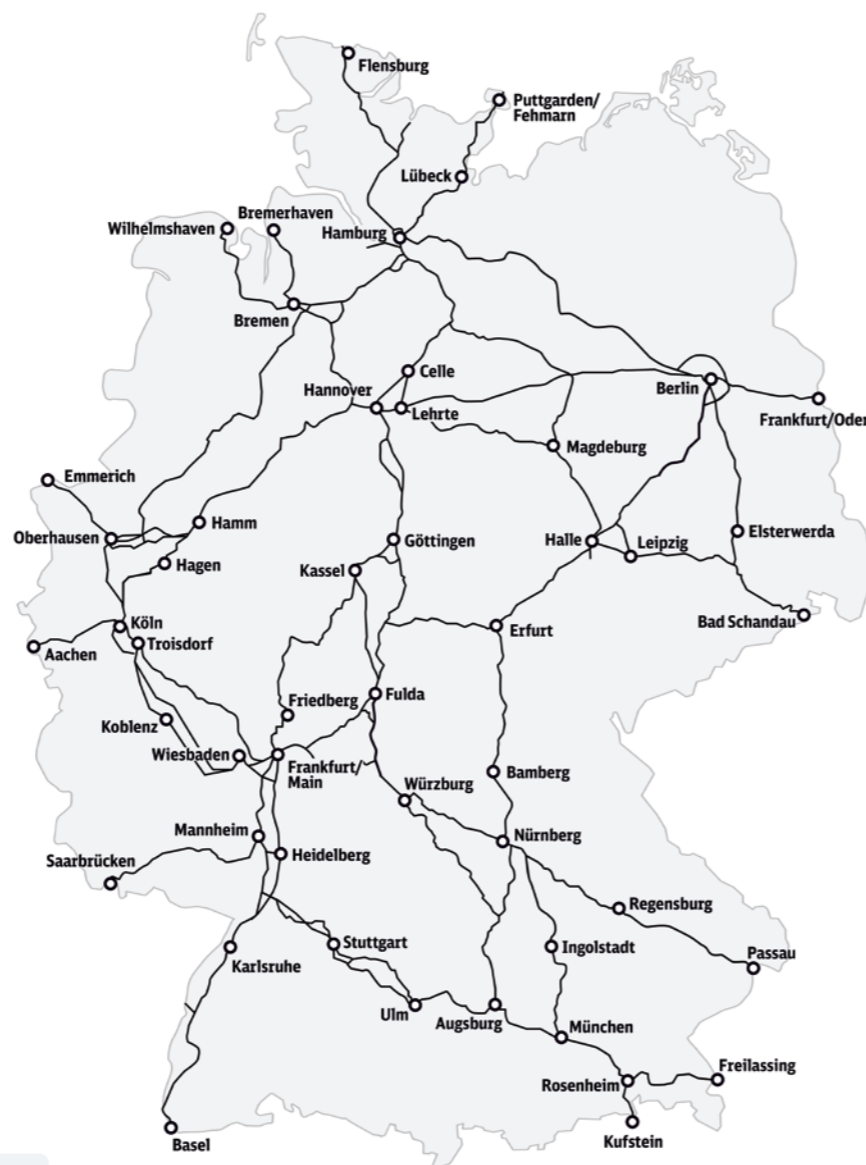 Flensburg
Puttgarden/
Fehmarn
Lübeck
Bremerhaven
Wilhelmshaven
Hamburg
Bremen
Celle
Hannover
Berlin
Lehrte
Frankfurt/Oder
Magdeburg
Emmerich
Hamm
Elsterwerda
Oberhausen
Göttingen
Halle
Leipzig
Hagen
Kassel
Köln
Bad Schandau
Erfurt
Troisdorf
Aachen
Friedberg
Fulda
Koblenz
Wiesbaden
Frankfurt/
Main
Bamberg
Würzburg
Mannheim
Nürnberg
Heidelberg
Saarbrücken
Regensburg
Stuttgart
Ingolstadt
Passau
Karlsruhe
Ulm
Augsburg
München
Freilassing
Rosenheim
Kufstein
Basel